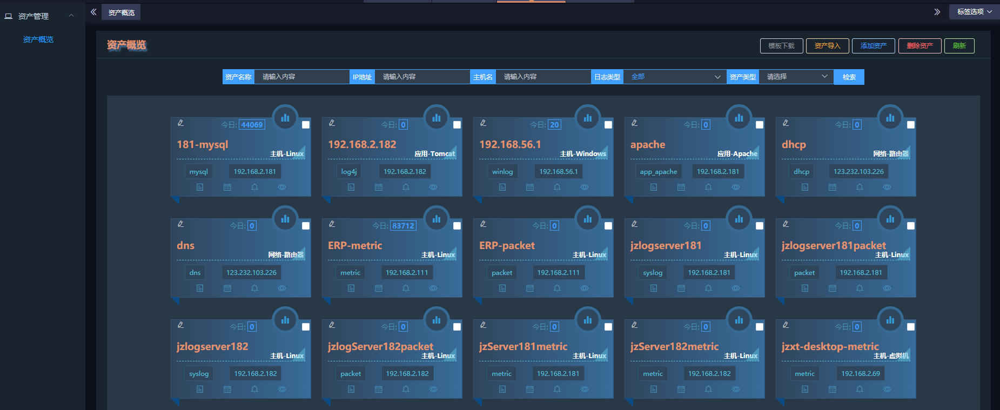 资产管理
资产概览
资产概览
标签选项
资产概览
模板下载
资产导入
添加资产
删除资产
刷新
资产名称 请输入内容 IP地址 请输入内容 主机名 请输入内容 日志类型 全部 资产类型 请选择 检索
今日: 44069
181-mysql
主机-Linux
mysql 192.168.2.181
今日: 0
192.168.2.182
应用-Tomcat
log4j 192.168.2.182
今日: 20
192.168.56.1
主机-Windows
winlog 192.168.56.1
今日: 0
apache
应用-Apache
app_apache 192.168.2.181
今日: 0
dhcp
网络-路由器
dhcp 123.232.103.226
今日: 0
dns
网络-路由器
dns 123.232.103.226
今日: 83712
ERP-metric
主机-Linux
metric 192.168.2.111
今日: 0
ERP-packet
主机-Linux
packet 192.168.2.111
今日: 0
jzlogserver181
主机-Linux
syslog 192.168.2.181
今日: 0
jzlogserver181packet
主机-Linux
packet 192.168.2.181
今日: 0
jzlogserver182
主机-Linux
syslog 192.168.2.182
今日: 0
jzlogServer182packet
主机-Linux
packet 192.168.2.182
今日: 0
jzServer181metric
主机-Linux
metric 192.168.2.181
今日: 0
jzServer182metric
主机-Linux
metric 192.168.2.182
今日: 0
jzxt-desktop-metric
主机-虚拟机
metric 192.168.2.69